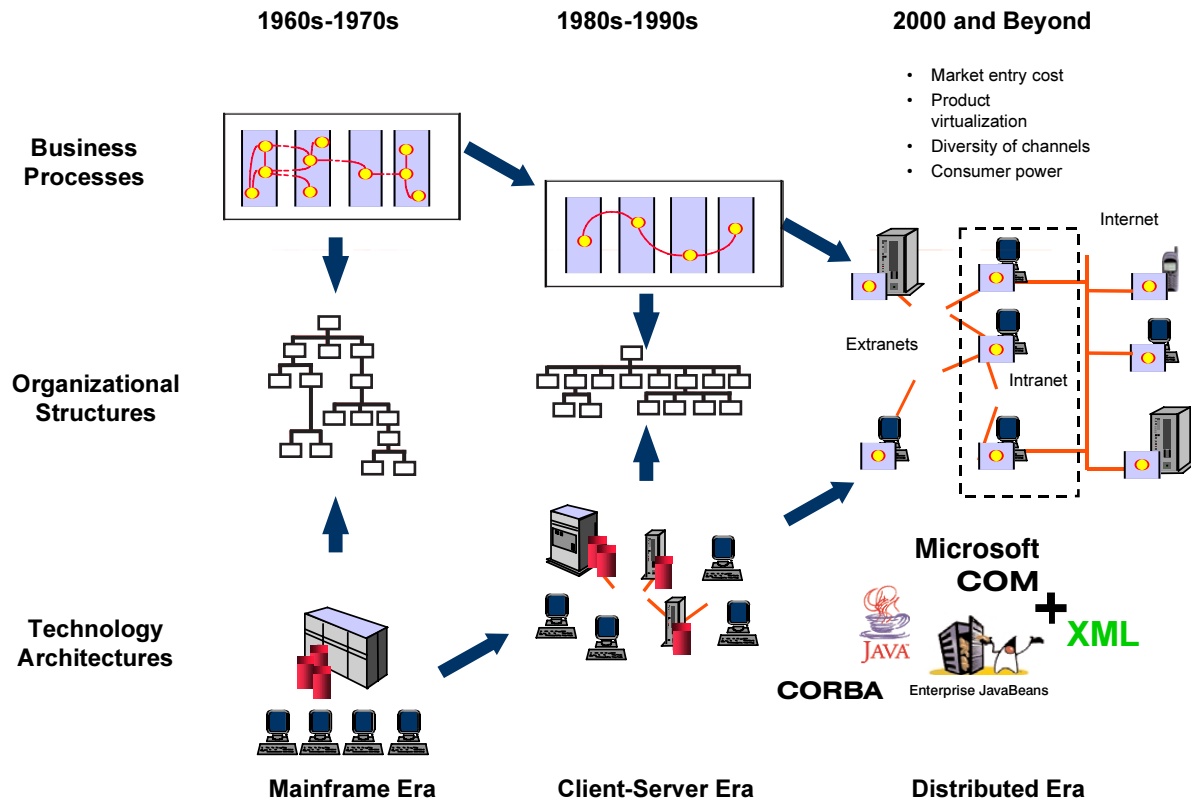 1960s-1970s
1980s-1990s
2000 and Beyond
• Market entry cost
• Product
virtualization
• Diversity of channels
• Consumer power
Business
Processes
Internet
Extranets
Intranet
Organizational
Structures
Microsoft
COM
+
XML
JAVA
CORBA
Enterprise JavaBeans
Technology
Architectures
Mainframe Era
Client-Server Era
Distributed Era